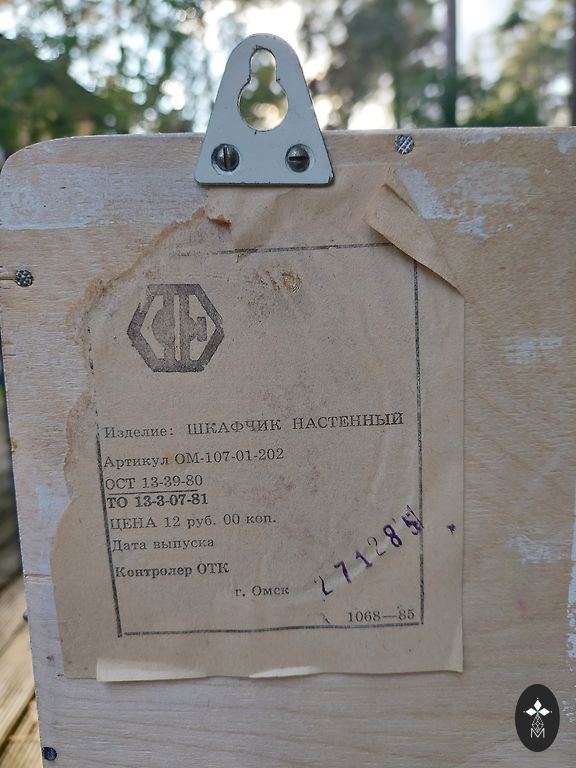 Изделие: ШКАФЧИК НАСТЕННЫЙ
Артикул ОМ-107-01-202
ОСТ 13-39-80
ТО 13-3-07-81
ЦЕНА 12 руб. 00 коп.
Дата выпуска
271285
Контролер ОТК
г. Омск
1068—85
M